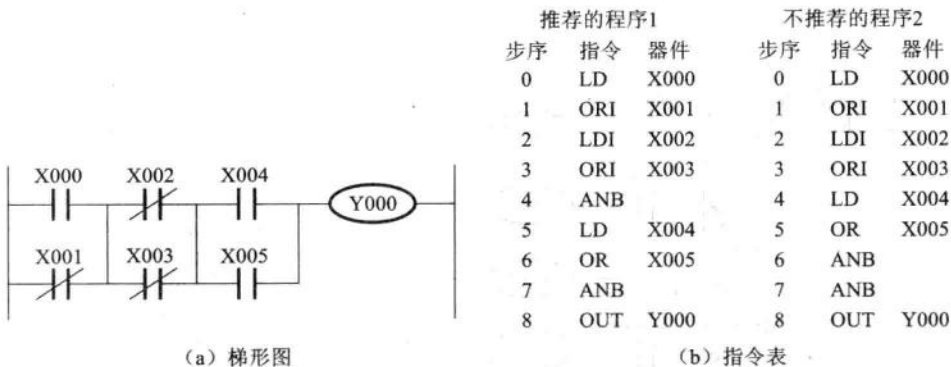 推荐的程序1 不推荐的程序2
步序 指令 器件 步序 指令 器件
0 LD X000 0 LD X000
1 ORI X001 1 ORI X001
2 LDI X002 2 LDI X002
3 ORI X003 3 ORI X003
4 ANB 4 LD X004
5 LD X004 5 OR X005
6 OR X005 6 ANB
7 ANB 7 ANB
8 OUT Y000 8 OUT Y000
X000 X002 X004
Y000
X001 X003 X005
(a) 梯形图 (b) 指令表